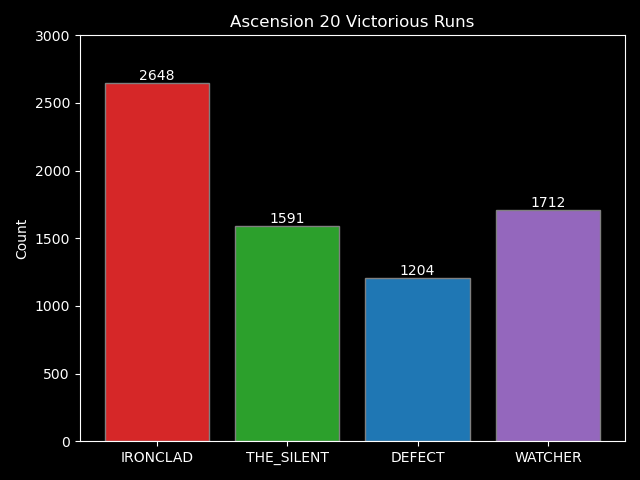 Ascension 20 Victorious Runs
3000
2500
2000
1500
1000
500
0
Count
2648
1591
1204
1712
IRONCLAD
THE_SILENT
DEFECT
WATCHER